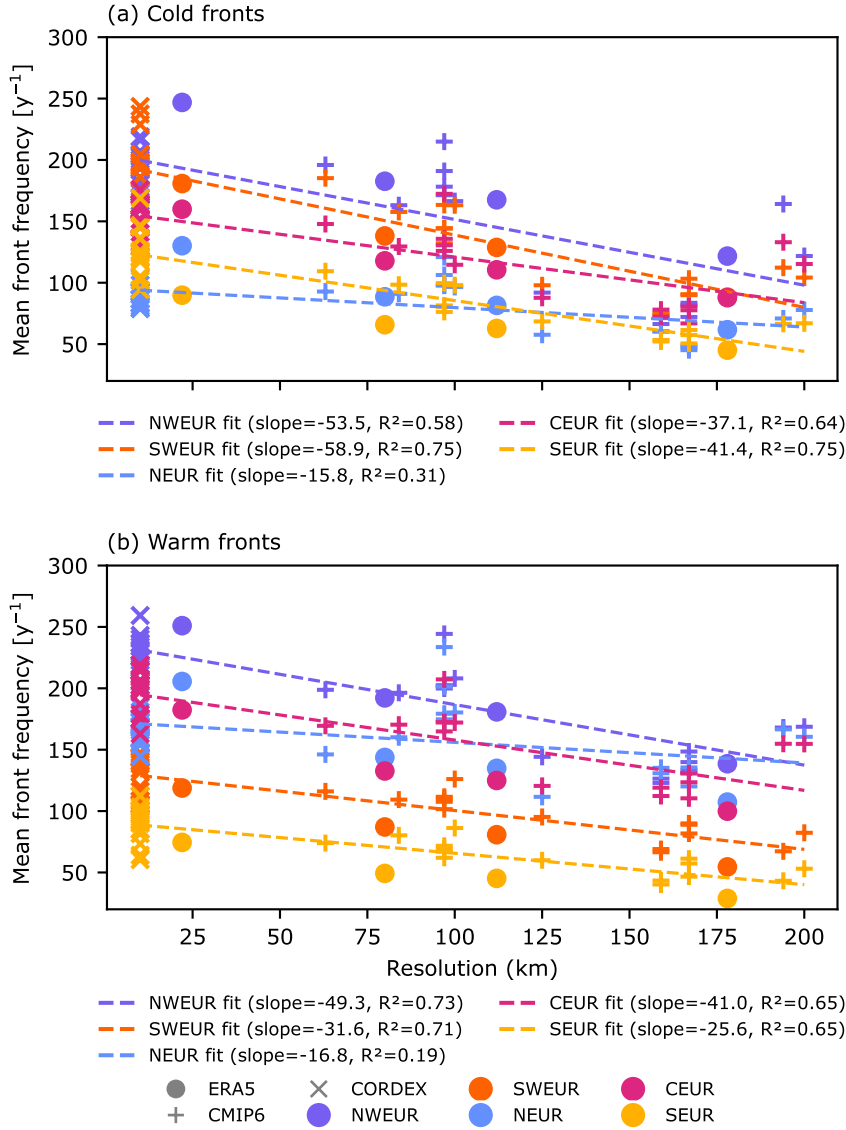 (a) Cold fronts
300
250
200
150
100
50
Mean front frequency [y⁻¹]
NWEUR fit (slope=-53.5, R²=0.58)
CEUR fit (slope=-37.1, R²=0.64)
SWEUR fit (slope=-58.9, R²=0.75)
SEUR fit (slope=-41.4, R²=0.75)
NEUR fit (slope=-15.8, R²=0.31)
(b) Warm fronts
300
250
200
150
100
50
Mean front frequency [y⁻¹]
25 50 75 100 125 150 175 200
Resolution (km)
NWEUR fit (slope=-49.3, R²=0.73)
CEUR fit (slope=-41.0, R²=0.65)
SWEUR fit (slope=-31.6, R²=0.71)
SEUR fit (slope=-25.6, R²=0.65)
NEUR fit (slope=-16.8, R²=0.19)
ERA5 CORDEX SWEUR CEUR
CMIP6 NWEUR NEUR SEUR